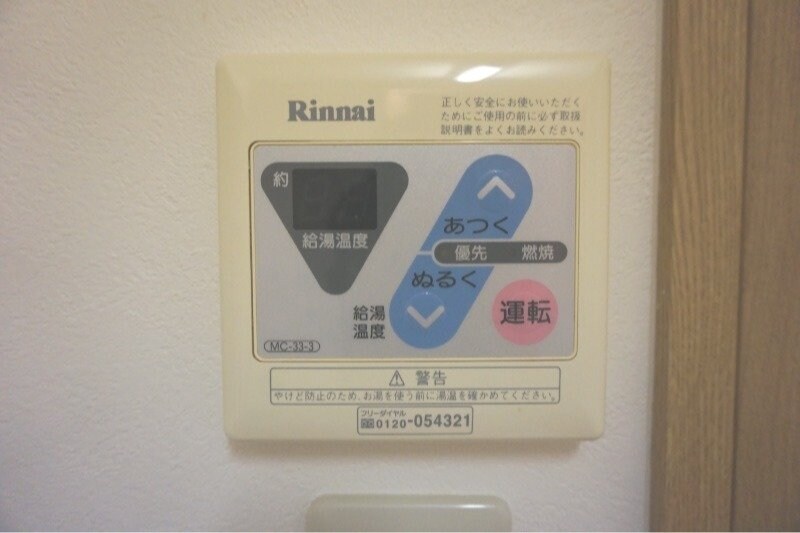 Rinnai
正しく安全にお使いいただく
ためにご使用の前に必ず取扱
説明書をよくお読みください。
約
給湯温度
あつく
優先 燃焼
ぬるく
給湯
温度
運転
MC-33-3
⚠ 警告
やけど防止のため、お湯を使う前に湯温を確かめてください。
フリーダイヤル
0120-054321